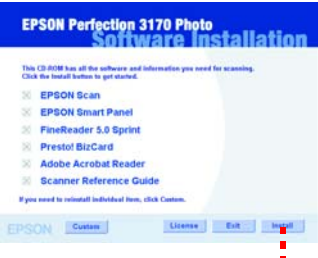 EPSON Perfection 3170 Photo
Software Installation
This CD-ROM has all the software and information you need for scanning.
Click the Install button to get started.
EPSON Scan
EPSON Smart Panel
FineReader 5.0 Sprint
Presto! BizCard
Adobe Acrobat Reader
Scanner Reference Guide
If you need to reinstall individual item, click Custom.
EPSON Custom License Exit Install